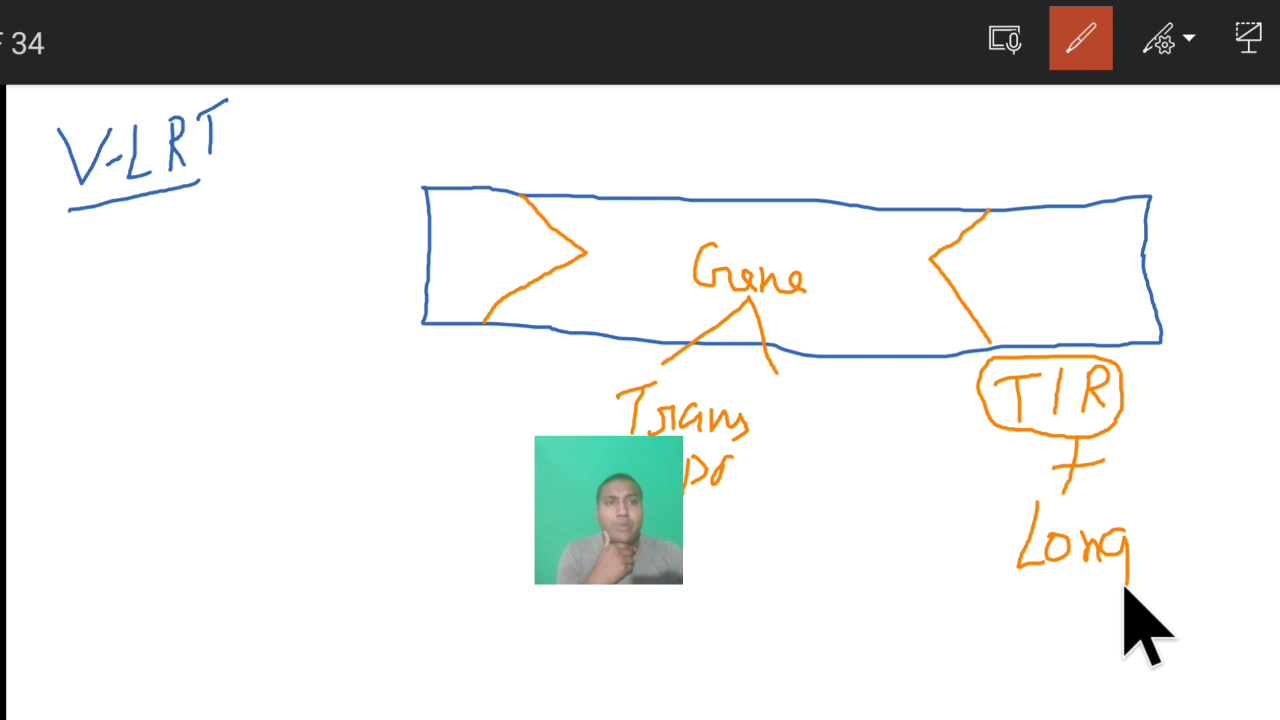 34
V-LRT
Gene
TIR
Trans
po
Long